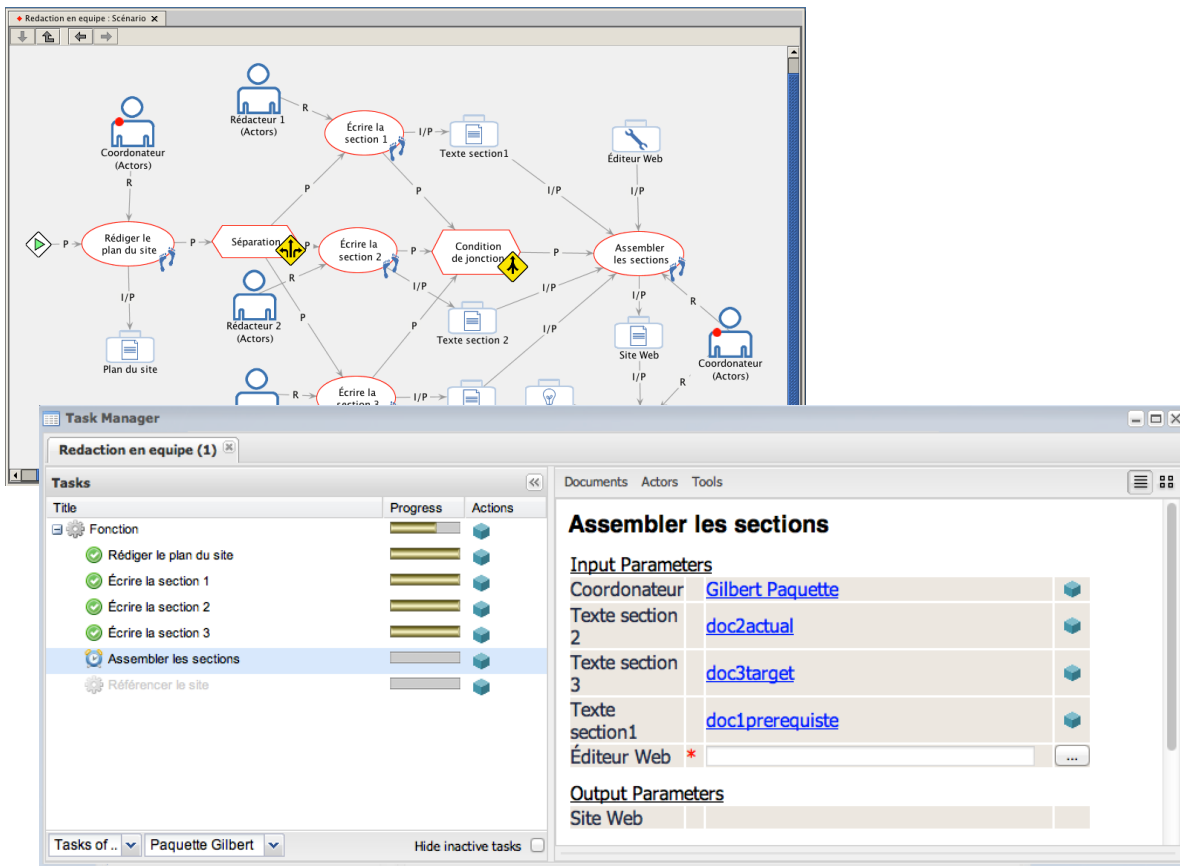 Redaction en equipe : Scénario
Rédacteur 1
(Actors)
R
Écrire la
section 1
I/P
Texte section1
Éditeur Web
Coordonateur
(Actors)
R
P
P
I/P
I/P
P
Rédiger le
plan du site
P
Séparation
P
Écrire la
section 2
P
Condition
de jonction
P
Assembler
les sections
R
I/P
I/P
I/P
I/P
R
Rédacteur 2
(Actors)
P
P
I/P
Texte section 2
Site Web
Coordonateur
(Actors)
Plan du site
I/P
R
R
Écrire la
section 3
I/P
Task Manager
Redaction en equipe (1)
Tasks
Title
Progress
Actions
Fonction
Rédiger le plan du site
Écrire la section 1
Écrire la section 2
Écrire la section 3
Assembler les sections
Référencer le site
Tasks of ..
Paquette Gilbert
Hide inactive tasks
Documents Actors Tools
Assembler les sections
Input Parameters
Coordonateur Gilbert Paquette
Texte section
2
doc2actual
Texte section
3
doc3target
Texte
section1
doc1prerequiste
Éditeur Web *
...
Output Parameters
Site Web